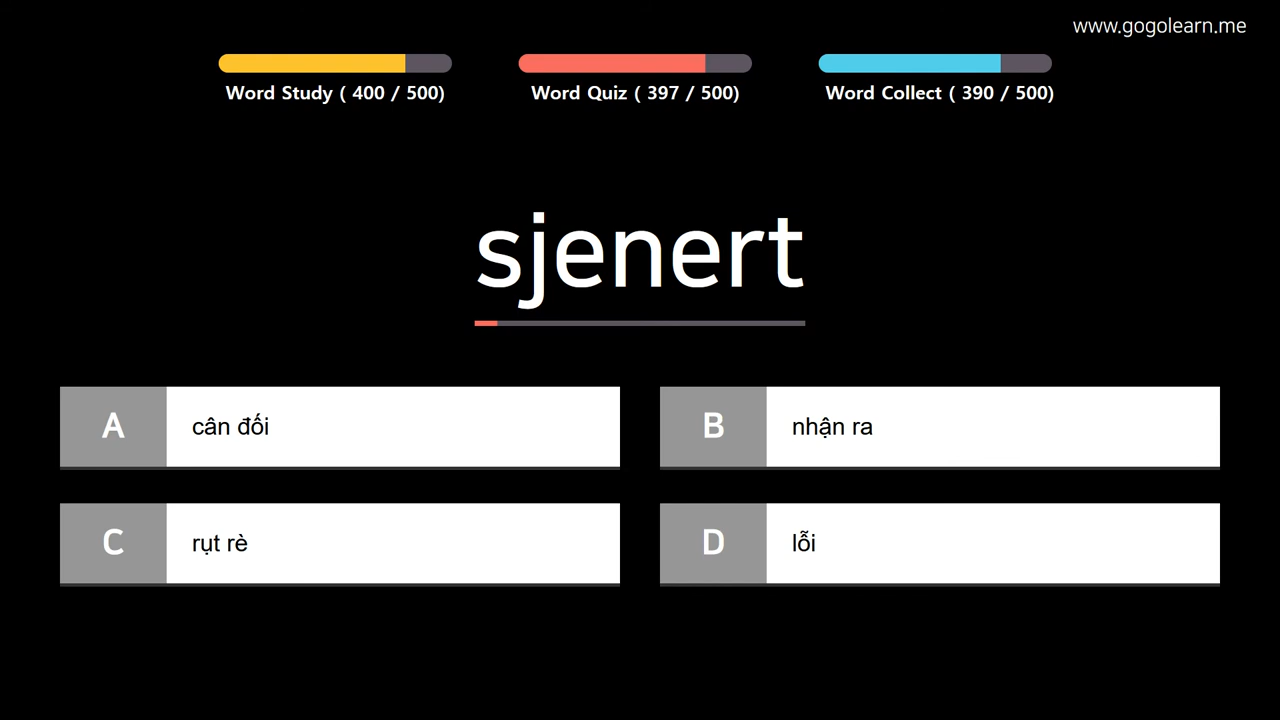 www.gogolearn.me
Word Study ( 400 / 500)
Word Quiz ( 397 / 500)
Word Collect ( 390 / 500)
sjenert
A cân đối
B nhận ra
C rụt rè
D lỗi